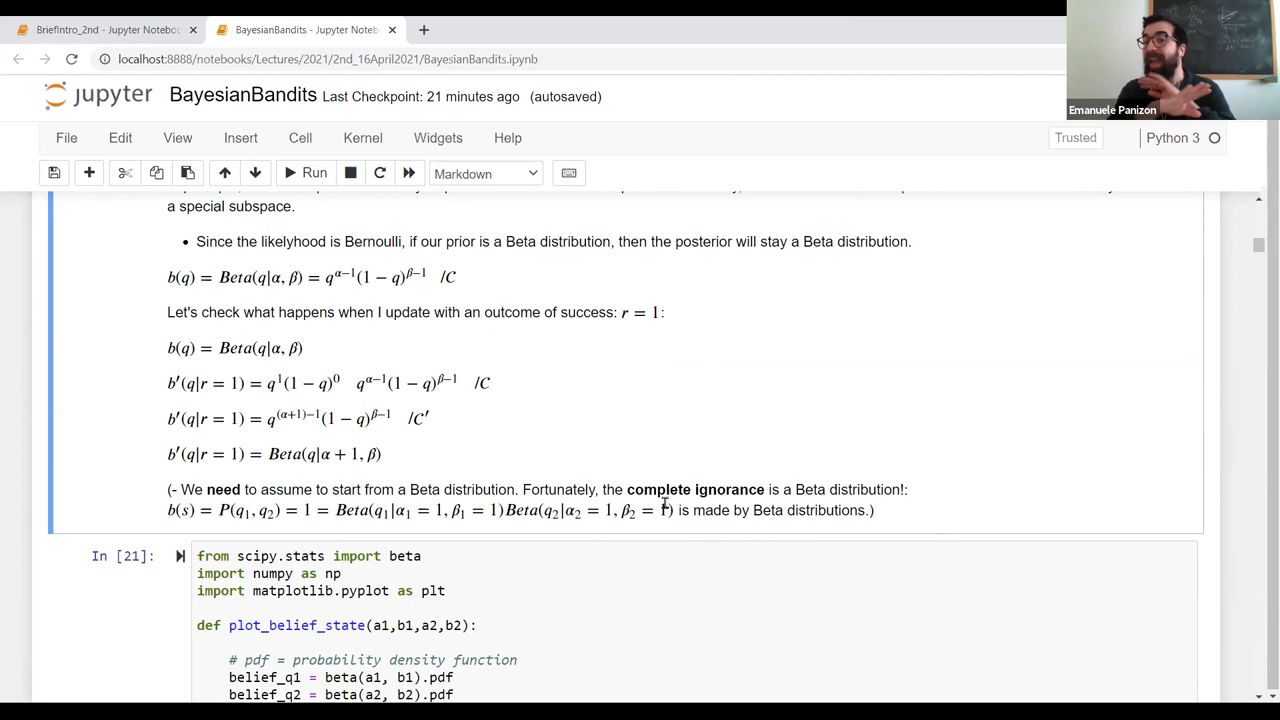 BriefIntro_2nd - Jupyter Notebo
BayesianBandits - Jupyter Noteb
localhost:8888/notebooks/Lectures/2021/2nd_16April2021/BayesianBandits.ipynb
Emanuele Panizon
jupyter BayesianBandits Last Checkpoint: 21 minutes ago (autosaved)
File Edit View Insert Cell Kernel Widgets Help
Trusted Python 3
Run Markdown
a special subspace.
• Since the likelyhood is Bernoulli, if our prior is a Beta distribution, then the posterior will stay a Beta distribution.
b(q) = Beta(q|α, β) = q^{α−1}(1 − q)^{β−1} /C
Let's check what happens when I update with an outcome of success: r = 1:
b(q) = Beta(q|α, β)
b′(q|r = 1) = q^1(1 − q)^0 q^{α−1}(1 − q)^{β−1} /C
b′(q|r = 1) = q^{(α+1)−1}(1 − q)^{β−1} /C′
b′(q|r = 1) = Beta(q|α + 1, β)
(- We need to assume to start from a Beta distribution. Fortunately, the complete ignorance is a Beta distribution!:
b(s) = P(q_1, q_2) = 1 = Beta(q_1|α_1 = 1, β_1 = 1)Beta(q_2|α_2 = 1, β_2 = 1) is made by Beta distributions.)
In [21]:
from scipy.stats import beta
import numpy as np
import matplotlib.pyplot as plt
def plot_belief_state(a1,b1,a2,b2):
# pdf = probability density function
belief_q1 = beta(a1, b1).pdf
belief_q2 = beta(a2, b2).pdf